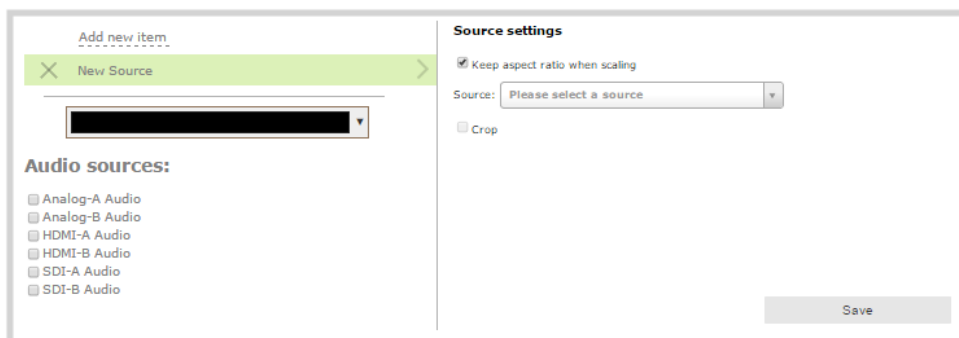 Add new item
New Source
Audio sources:
Analog-A Audio
Analog-B Audio
HDMI-A Audio
HDMI-B Audio
SDI-A Audio
SDI-B Audio
Source settings
Keep aspect ratio when scaling
Source: Please select a source
Crop
Save